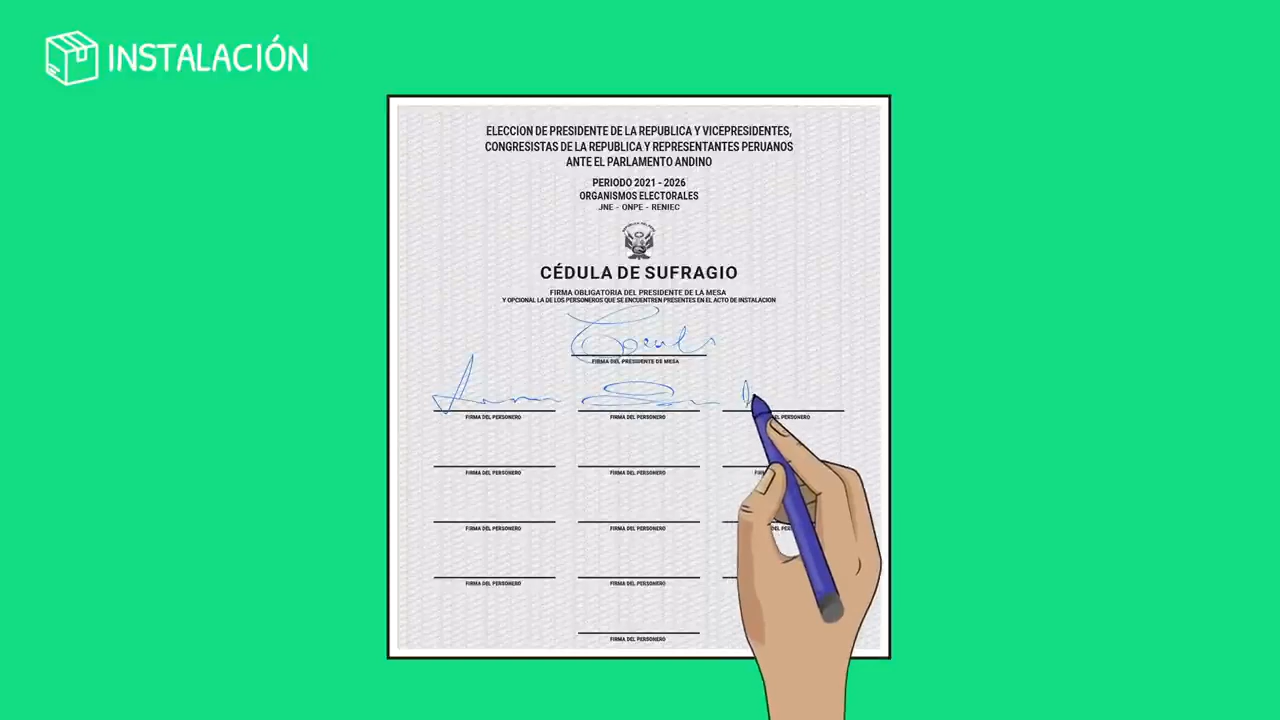 INSTALACIÓN
ELECCION DE PRESIDENTE DE LA REPUBLICA Y VICEPRESIDENTES,
CONGRESISTAS DE LA REPUBLICA Y REPRESENTANTES PERUANOS
ANTE EL PARLAMENTO ANDINO
PERIODO 2021 - 2026
ORGANISMOS ELECTORALES
JNE - ONPE - RENIEC
CÉDULA DE SUFRAGIO
FIRMA OBLIGATORIA DEL PRESIDENTE DE LA MESA
Y OPCIONAL LA DE LOS PERSONEROS QUE SE ENCUENTREN PRESENTES EN EL ACTO DE INSTALACION
FIRMA DEL PRESIDENTE DE MESA
FIRMA DEL PERSONERO FIRMA DEL PERSONERO PERSONERO
FIRMA DEL PERSONERO FIRMA DEL PERSONERO
FIRMA DEL PERSONERO FIRMA DEL PERSONERO DEL
FIRMA DEL PERSONERO FIRMA DEL PERSONERO
FIRMA DEL PERSONERO